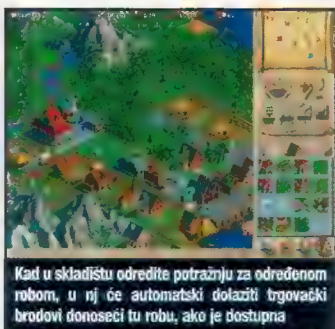 Kad u skladištu odredite potražnju za određenom
robom, u nj će automatski dolaziti trgovački
brodovi donoseći tu robu, ako je dostupna